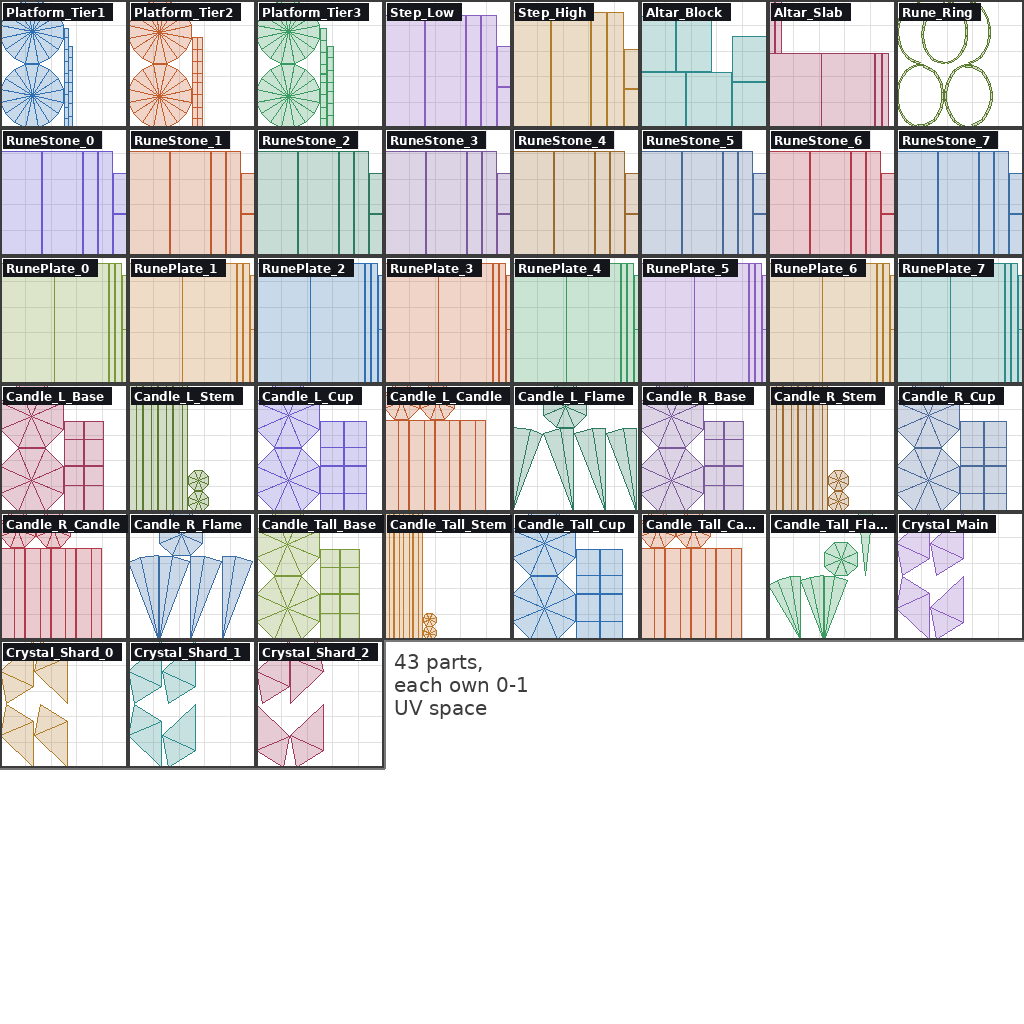 Platform_Tier1
Platform_Tier2
Platform_Tier3
Step_Low
Step_High
Altar_Block
Altar_Slab
Rune_Ring
RuneStone_0
RuneStone_1
RuneStone_2
RuneStone_3
RuneStone_4
RuneStone_5
RuneStone_6
RuneStone_7
RunePlate_0
RunePlate_1
RunePlate_2
RunePlate_3
RunePlate_4
RunePlate_5
RunePlate_6
RunePlate_7
Candle_L_Base
Candle_L_Stem
Candle_L_Cup
Candle_L_Candle
Candle_L_Flame
Candle_R_Base
Candle_R_Stem
Candle_R_Cup
Candle_R_Candle
Candle_R_Flame
Candle_Tall_Base
Candle_Tall_Stem
Candle_Tall_Cup
Candle_Tall_Ca...
Candle_Tall_Fla...
Crystal_Main
Crystal_Shard_0
Crystal_Shard_1
Crystal_Shard_2
43 parts,
each own 0-1
UV space